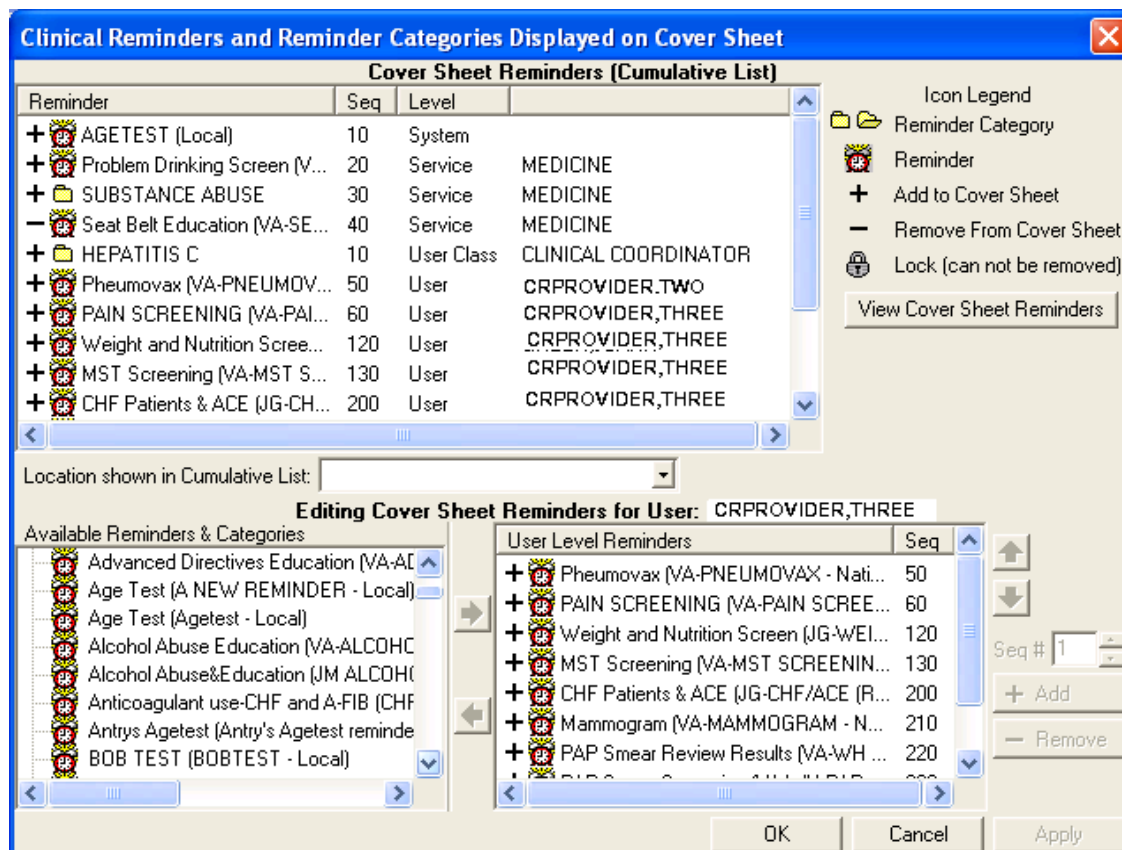 Clinical Reminders and Reminder Categories Displayed on Cover Sheet
Cover Sheet Reminders (Cumulative List)
Reminder Seq Level
+ AGETEST (Local) 10 System
+ Problem Drinking Screen (V... 20 Service MEDICINE
+ SUBSTANCE ABUSE 30 Service MEDICINE
− Seat Belt Education (VA-SE... 40 Service MEDICINE
+ HEPATITIS C 10 User Class CLINICAL COORDINATOR
+ Pheumovax (VA-PNEUMOV... 50 User CRPROVIDER.TWO
+ PAIN SCREENING (VA-PAI... 60 User CRPROVIDER,THREE
+ Weight and Nutrition Scree... 120 User CRPROVIDER,THREE
+ MST Screening (VA-MST S... 130 User CRPROVIDER,THREE
+ CHF Patients & ACE (JG-CH... 200 User CRPROVIDER,THREE
Icon Legend
Reminder Category
Reminder
+ Add to Cover Sheet
− Remove From Cover Sheet
Lock (can not be removed)
View Cover Sheet Reminders
Location shown in Cumulative List:
Editing Cover Sheet Reminders for User: CRPROVIDER,THREE
Available Reminders & Categories
Advanced Directives Education (VA-AD
Age Test (A NEW REMINDER - Local)
Age Test (Agetest - Local)
Alcohol Abuse Education (VA-ALCOHO
Alcohol Abuse&Education (JM ALCOHO
Anticoagulant use-CHF and A-FIB (CHF
Antrys Agetest (Antry's Agetest reminde
BOB TEST (BOBTEST - Local)
User Level Reminders Seq
+ Pheumovax (VA-PNEUMOVAX - Nati... 50
+ PAIN SCREENING (VA-PAIN SCREE... 60
+ Weight and Nutrition Screen (JG-WEI... 120
+ MST Screening (VA-MST SCREENIN... 130
+ CHF Patients & ACE (JG-CHF/ACE (R... 200
+ Mammogram (VA-MAMMOGRAM - N... 210
+ PAP Smear Review Results (VA-WH ... 220
Seq # 1
+ Add
− Remove
OK Cancel Apply